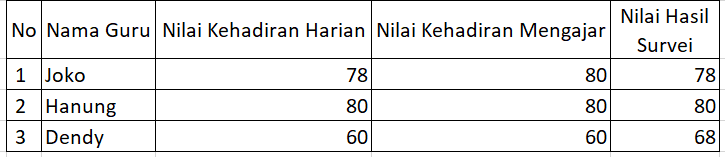 No Nama Guru Nilai Kehadiran Harian Nilai Kehadiran Mengajar Nilai Hasil Survei
1 Joko 78 80 78
2 Hanung 80 80 80
3 Dendy 60 60 68